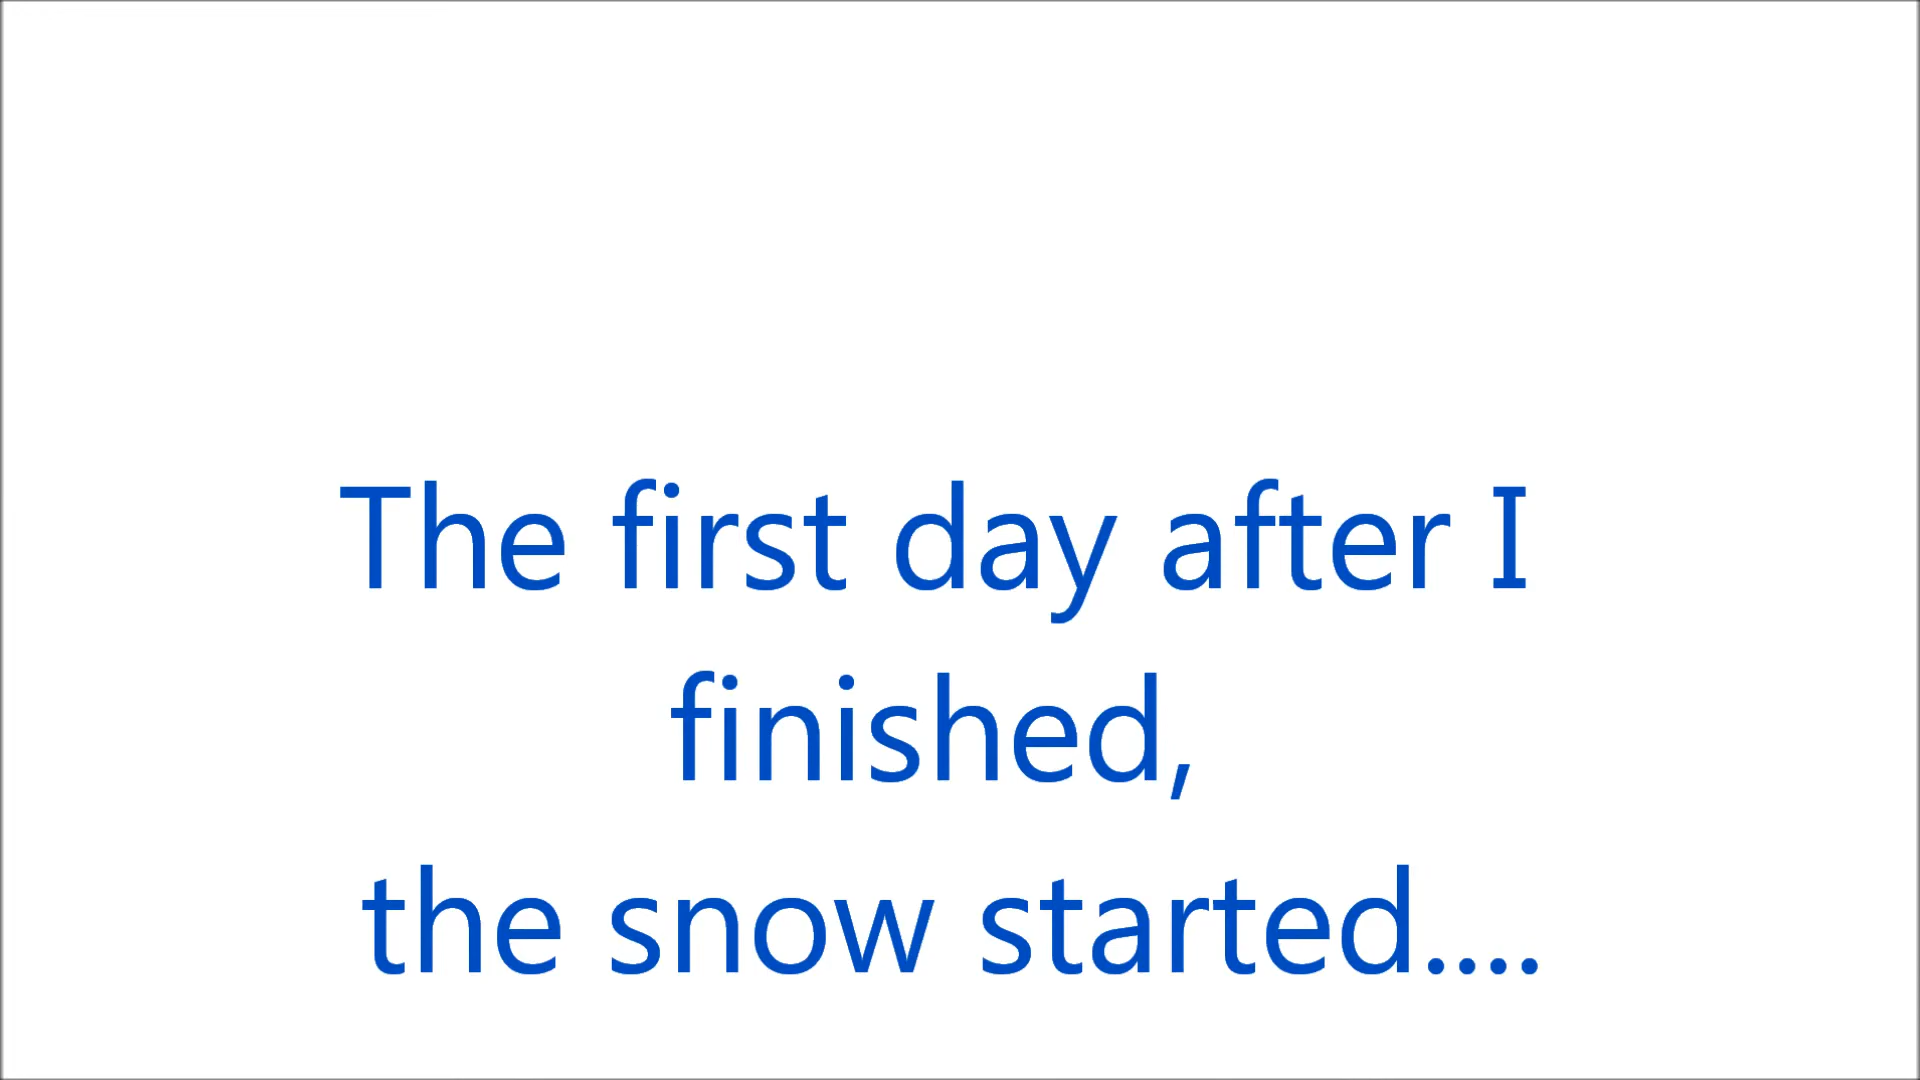 The first day after I
finished,
the snow started....